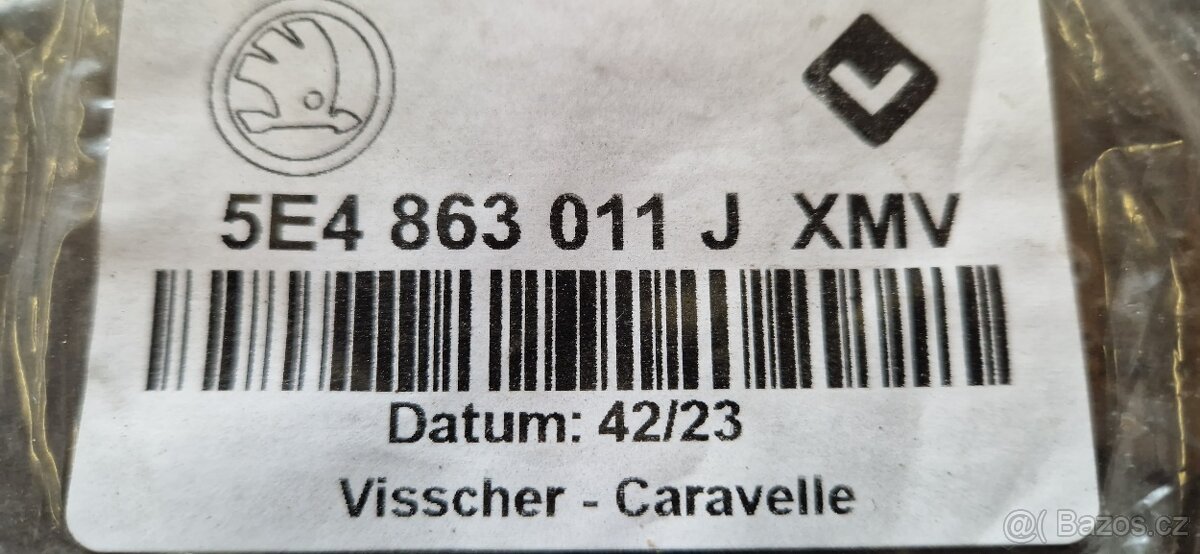 5E4 863 011 J XMV
Datum: 42/23
Visscher - Caravelle
@( Bazos.cz